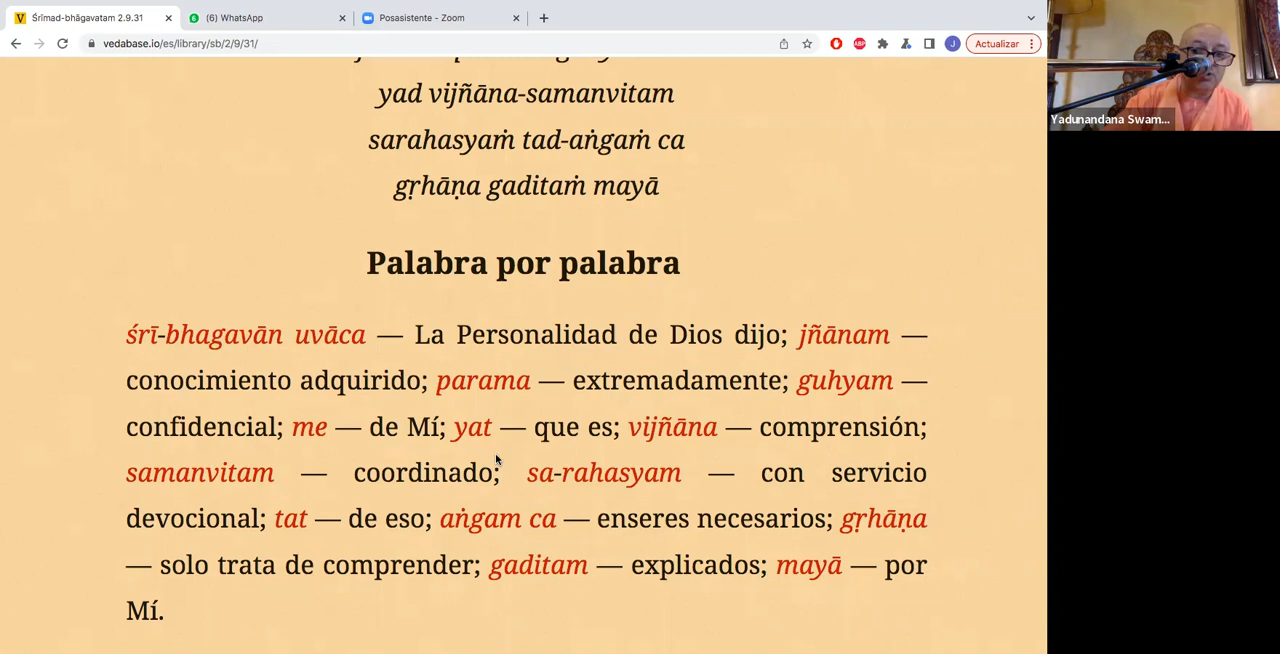 Śrīmad-bhāgavatam 2.9.31
(6) WhatsApp
Posasistente - Zoom
vedabase.io/es/library/sb/2/9/31/
ABP
J
Actualizar
yad vijñāna-samanvitam
sarahasyaṁ tad-aṅgaṁ ca
gṛhāṇa gaditaṁ mayā
Palabra por palabra
śrī-bhagavān uvāca — La Personalidad de Dios dijo; jñānam —
conocimiento adquirido; parama — extremadamente; guhyam —
confidencial; me — de Mí; yat — que es; vijñāna — comprensión;
samanvitam — coordinado; sa-rahasyam — con servicio
devocional; tat — de eso; aṅgam ca — enseres necesarios; gṛhāṇa
— solo trata de comprender; gaditam — explicados; mayā — por
Mí.
Yadunandana Swam...